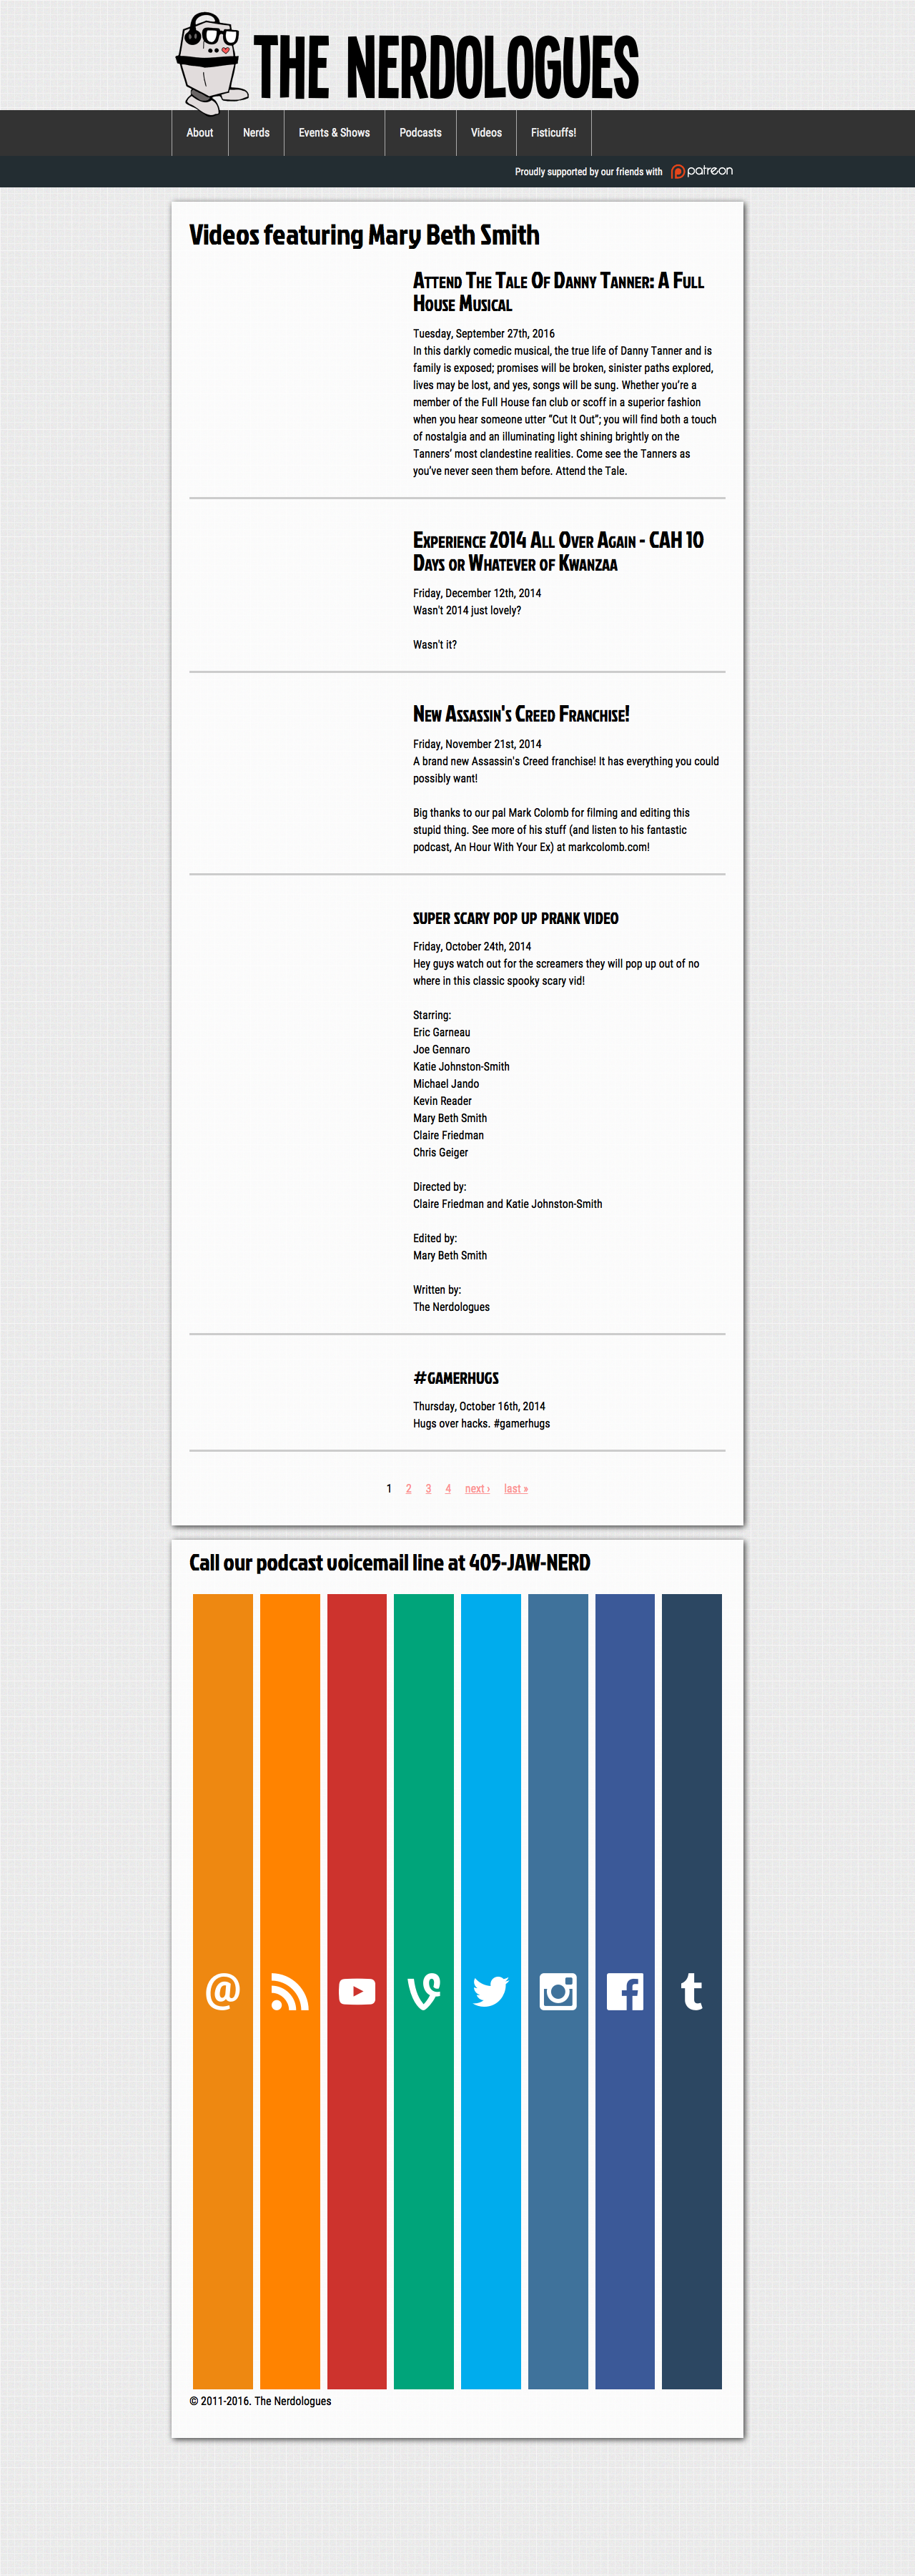 THE NERDOLOGUES
About
Nerds
Events & Shows
Podcasts
Videos
Fisticuffs!
Proudly supported by our friends with patreon
Videos featuring Mary Beth Smith
Attend The Tale Of Danny Tanner: A Full
House Musical
Tuesday, September 27th, 2016
In this darkly comedic musical, the true life of Danny Tanner and is
family is exposed; promises will be broken, sinister paths explored,
lives may be lost, and yes, songs will be sung. Whether you're a
member of the Full House fan club or scoff in a superior fashion
when you hear someone utter “Cut It Out”; you will find both a touch
of nostalgia and an illuminating light shining brightly on the
Tanners’ most clandestine realities. Come see the Tanners as
you’ve never seen them before. Attend the Tale.
Experience 2014 All Over Again - CAH 10
Days or Whatever of Kwanzaa
Friday, December 12th, 2014
Wasn't 2014 just lovely?
Wasn't it?
New Assassin's Creed Franchise!
Friday, November 21st, 2014
A brand new Assassin's Creed franchise! It has everything you could
possibly want!
Big thanks to our pal Mark Colomb for filming and editing this
stupid thing. See more of his stuff (and listen to his fantastic
podcast, An Hour With Your Ex) at markcolomb.com!
super scary pop up prank video
Friday, October 24th, 2014
Hey guys watch out for the screamers they will pop up out of no
where in this classic spooky scary vid!
Starring:
Eric Garneau
Joe Gennaro
Katie Johnston-Smith
Michael Jando
Kevin Reader
Mary Beth Smith
Claire Friedman
Chris Geiger
Directed by:
Claire Friedman and Katie Johnston-Smith
Edited by:
Mary Beth Smith
Written by:
The Nerdologues
#gamerhugs
Thursday, October 16th, 2014
Hugs over hacks. #gamerhugs
1 2 3 4 next › last »
Call our podcast voicemail line at 405-JAW-NERD
© 2011-2016. The Nerdologues